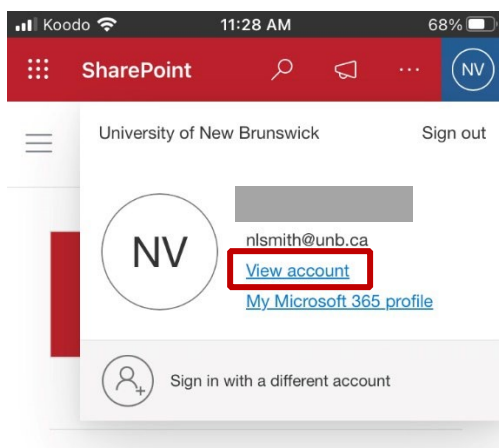 Koodo 11:28 AM 68%
SharePoint ... NV
University of New Brunswick Sign out
NV
nlsmith@unb.ca
View account
My Microsoft 365 profile
Sign in with a different account